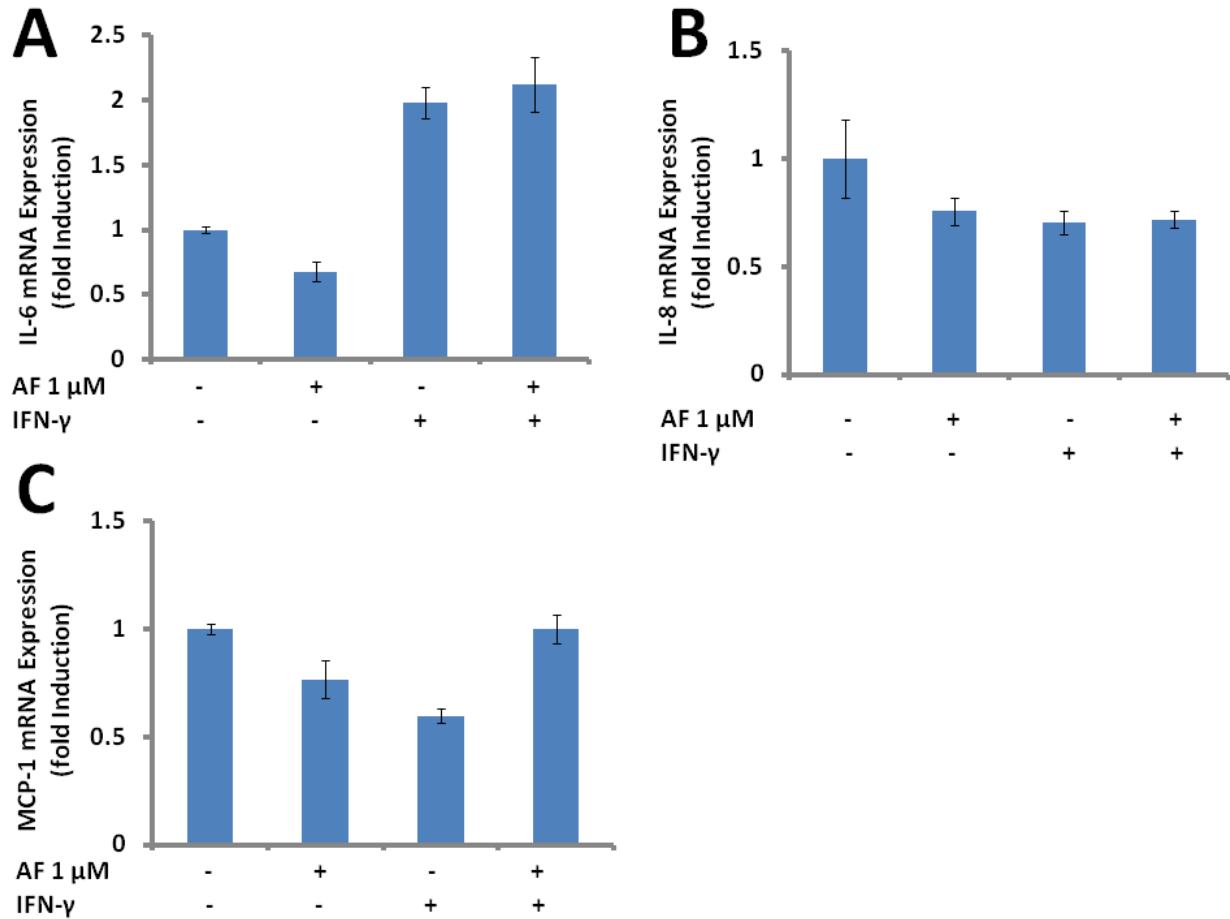 A
IL-6 mRNA Expression
(fold Induction)
2.5
2
1.5
1
0.5
0
AF 1 μM - + - +
IFN-γ - - + +
B
IL-8 mRNA Expression
(fold Induction)
1.5
1
0.5
0
AF 1 μM - + - +
IFN-γ - - + +
C
MCP-1 mRNA Expression
(fold Induction)
1.5
1
0.5
0
AF 1 μM - + - +
IFN-γ - - + +